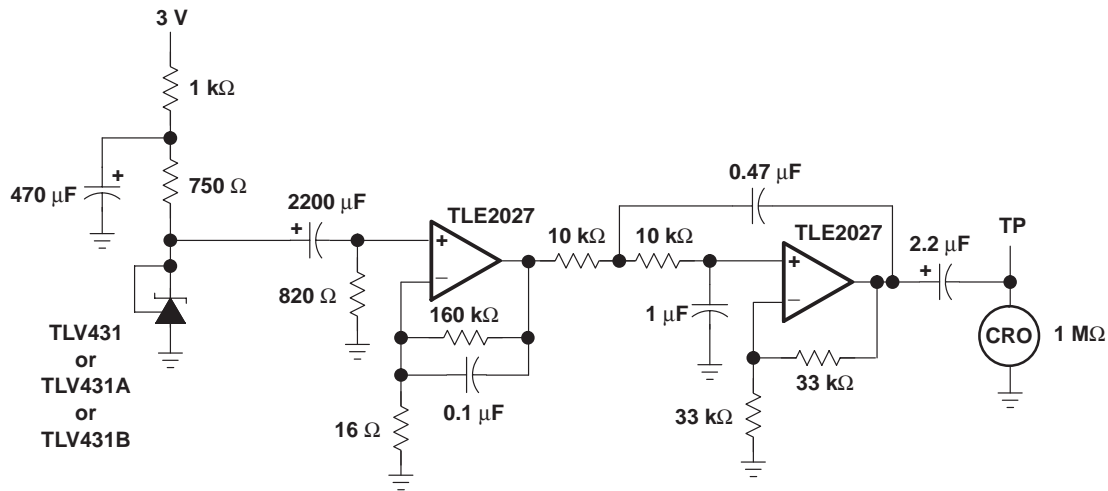 3 V
1 kΩ
470 μF
+
750 Ω
2200 μF
+
820 Ω
TLV431
or
TLV431A
or
TLV431B
TLE2027
+
−
160 kΩ
0.1 μF
16 Ω
10 kΩ
10 kΩ
0.47 μF
1 μF
TLE2027
+
−
33 kΩ
33 kΩ
2.2 μF
+
TP
CRO
1 MΩ